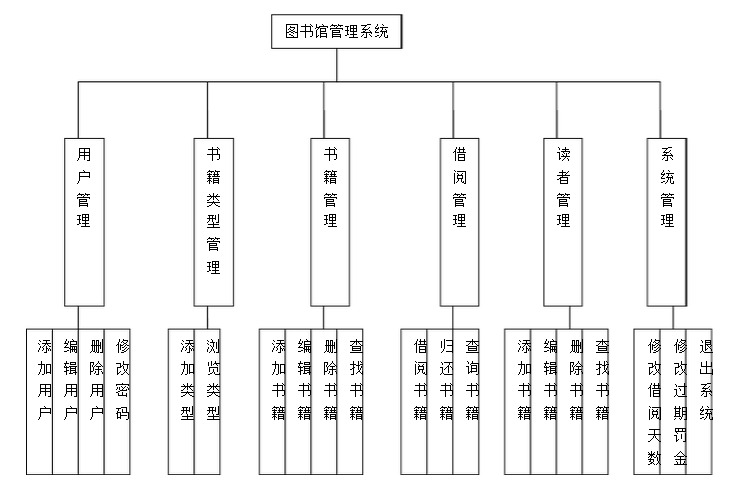 图书馆管理系统
用户管理
书籍类型管理
书籍管理
借阅管理
读者管理
系统管理
添加用户
编辑用户
删除用户
修改密码
添加类型
浏览类型
添加书籍
编辑书籍
删除书籍
查找书籍
借阅书籍
归还书籍
查询书籍
添加书籍
编辑书籍
删除书籍
查找书籍
修改借阅天数
修改过期罚金
退出系统